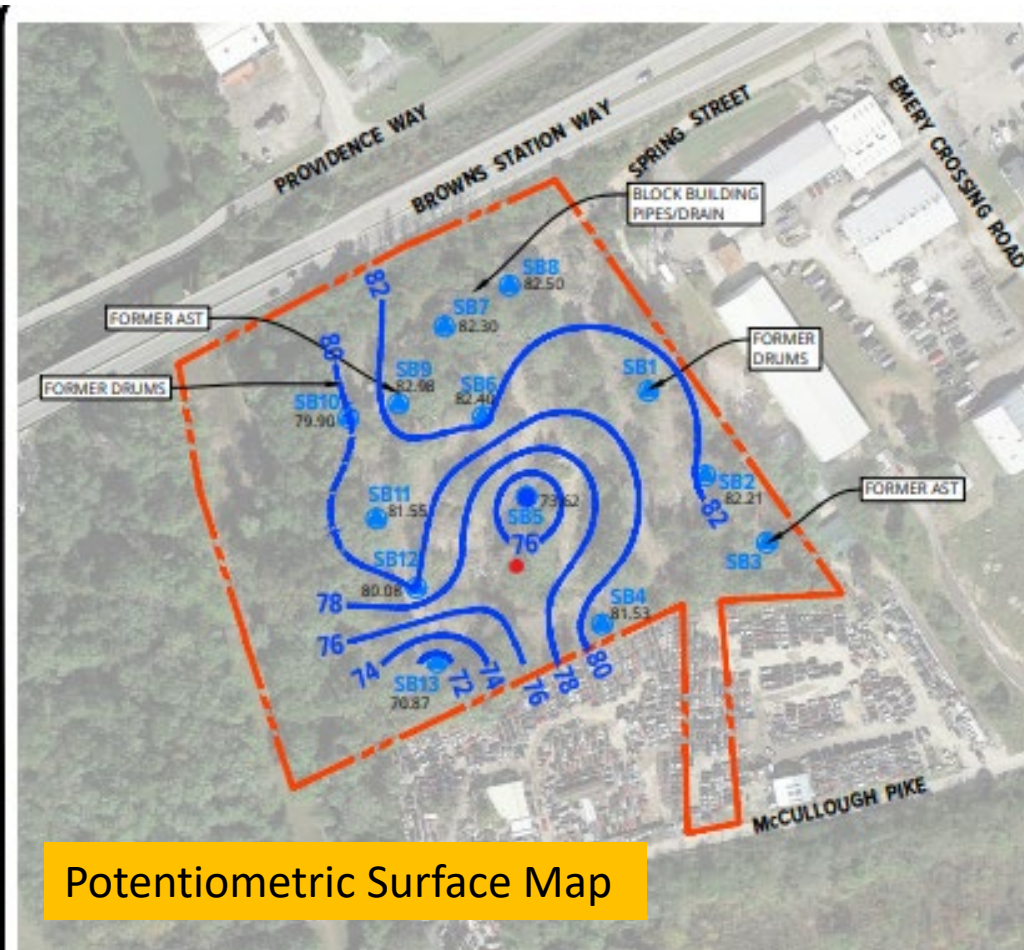 PROVIDENCE WAY
BROWNS STATION WAY
SPRING STREET
EMERY CROSSING ROAD
BLOCK BUILDING
PIPES/DRAIN
82
SB8
82.50
FORMER AST
SB7
82.30
80
FORMER
DRUMS
FORMER DRUMS
SB9
82.98
SB6
82.40
SB1
SB10
79.90
SB2
82.21
82
FORMER AST
SB11
81.55
73.62
SB5
76
SB3
SB12
80.08
78
SB4
81.53
76
74
SB13
70.87
72
74
76
78
80
McCULLOUGH PIKE
Potentiometric Surface Map